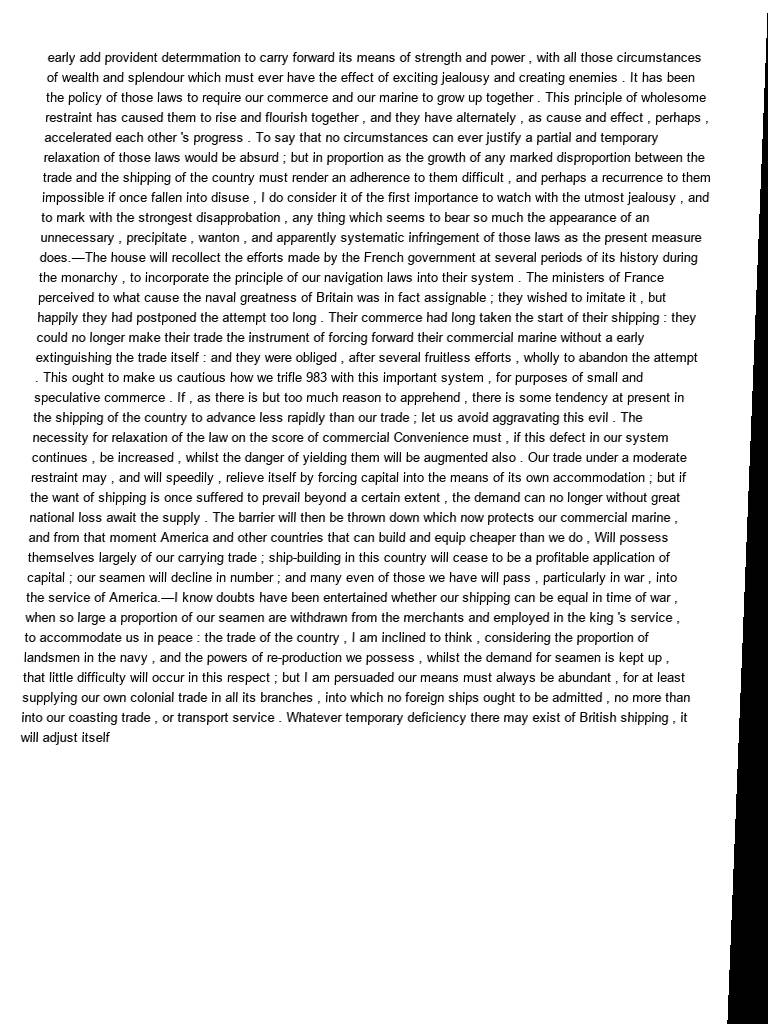 early add provident determmation to carry forward its means of strength and power , with all those circumstances
of wealth and splendour which must ever have the effect of exciting jealousy and creating enemies . It has been
the policy of those laws to require our commerce and our marine to grow up together . This principle of wholesome
restraint has caused them to rise and flourish together , and they have alternately , as cause and effect , perhaps ,
accelerated each other 's progress . To say that no circumstances can ever justify a partial and temporary
relaxation of those laws would be absurd ; but in proportion as the growth of any marked disproportion between the
trade and the shipping of the country must render an adherence to them difficult , and perhaps a recurrence to them
impossible if once fallen into disuse , I do consider it of the first importance to watch with the utmost jealousy , and
to mark with the strongest disapprobation , any thing which seems to bear so much the appearance of an
unnecessary , precipitate , wanton , and apparently systematic infringement of those laws as the present measure
does.—The house will recollect the efforts made by the French government at several periods of its history during
the monarchy , to incorporate the principle of our navigation laws into their system . The ministers of France
perceived to what cause the naval greatness of Britain was in fact assignable ; they wished to imitate it , but
happily they had postponed the attempt too long . Their commerce had long taken the start of their shipping : they
could no longer make their trade the instrument of forcing forward their commercial marine without a early
extinguishing the trade itself : and they were obliged , after several fruitless efforts , wholly to abandon the attempt
. This ought to make us cautious how we trifle 983 with this important system , for purposes of small and
speculative commerce . If , as there is but too much reason to apprehend , there is some tendency at present in
the shipping of the country to advance less rapidly than our trade ; let us avoid aggravating this evil . The
necessity for relaxation of the law on the score of commercial Convenience must , if this defect in our system
continues , be increased , whilst the danger of yielding them will be augmented also . Our trade under a moderate
restraint may , and will speedily , relieve itself by forcing capital into the means of its own accommodation ; but if
the want of shipping is once suffered to prevail beyond a certain extent , the demand can no longer without great
national loss await the supply . The barrier will then be thrown down which now protects our commercial marine ,
and from that moment America and other countries that can build and equip cheaper than we do , Will possess
themselves largely of our carrying trade ; ship-building in this country will cease to be a profitable application of
capital ; our seamen will decline in number ; and many even of those we have will pass , particularly in war , into
the service of America.—I know doubts have been entertained whether our shipping can be equal in time of war ,
when so large a proportion of our seamen are withdrawn from the merchants and employed in the king 's service ,
to accommodate us in peace : the trade of the country , I am inclined to think , considering the proportion of
landsmen in the navy , and the powers of re-production we possess , whilst the demand for seamen is kept up ,
that little difficulty will occur in this respect ; but I am persuaded our means must always be abundant , for at least
supplying our own colonial trade in all its branches , into which no foreign ships ought to be admitted , no more than
into our coasting trade , or transport service . Whatever temporary deficiency there may exist of British shipping , it
will adjust itself